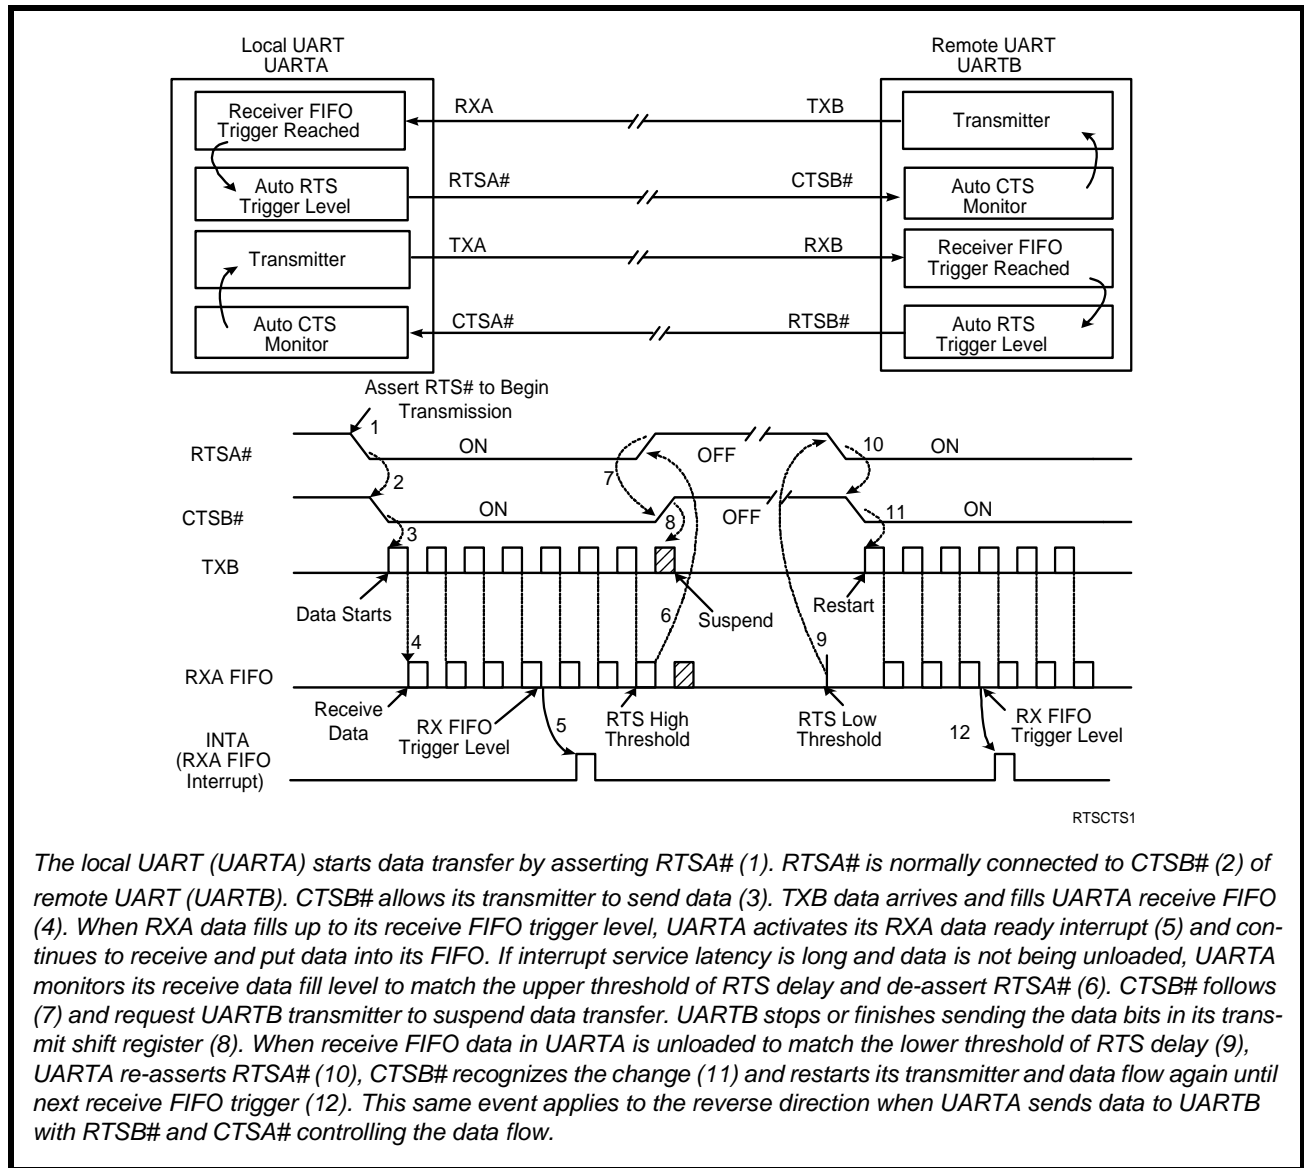 Local UART
UARTA
Remote UART
UARTB
Receiver FIFO
Trigger Reached
RXA
TXB
Transmitter
Auto RTS
Trigger Level
RTSA#
CTSB#
Auto CTS
Monitor
Transmitter
TXA
RXB
Receiver FIFO
Trigger Reached
Auto CTS
Monitor
CTSA#
RTSB#
Auto RTS
Trigger Level
Assert RTS# to Begin
Transmission
1
RTSA#
ON
OFF
10
ON
2
7
CTSB#
ON
8
OFF
11
ON
3
TXB
Data Starts
6
Suspend
Restart
4
9
RXA FIFO
Receive
Data
RX FIFO
Trigger Level
5
RTS High
Threshold
RTS Low
Threshold
12
RX FIFO
Trigger Level
INTA
(RXA FIFO
Interrupt)
RTSCTS1
The local UART (UARTA) starts data transfer by asserting RTSA# (1). RTSA# is normally connected to CTSB# (2) of
remote UART (UARTB). CTSB# allows its transmitter to send data (3). TXB data arrives and fills UARTA receive FIFO
(4). When RXA data fills up to its receive FIFO trigger level, UARTA activates its RXA data ready interrupt (5) and con-
tinues to receive and put data into its FIFO. If interrupt service latency is long and data is not being unloaded, UARTA
monitors its receive data fill level to match the upper threshold of RTS delay and de-assert RTSA# (6). CTSB# follows
(7) and request UARTB transmitter to suspend data transfer. UARTB stops or finishes sending the data bits in its trans-
mit shift register (8). When receive FIFO data in UARTA is unloaded to match the lower threshold of RTS delay (9),
UARTA re-asserts RTSA# (10), CTSB# recognizes the change (11) and restarts its transmitter and data flow again until
next receive FIFO trigger (12). This same event applies to the reverse direction when UARTA sends data to UARTB
with RTSB# and CTSA# controlling the data flow.